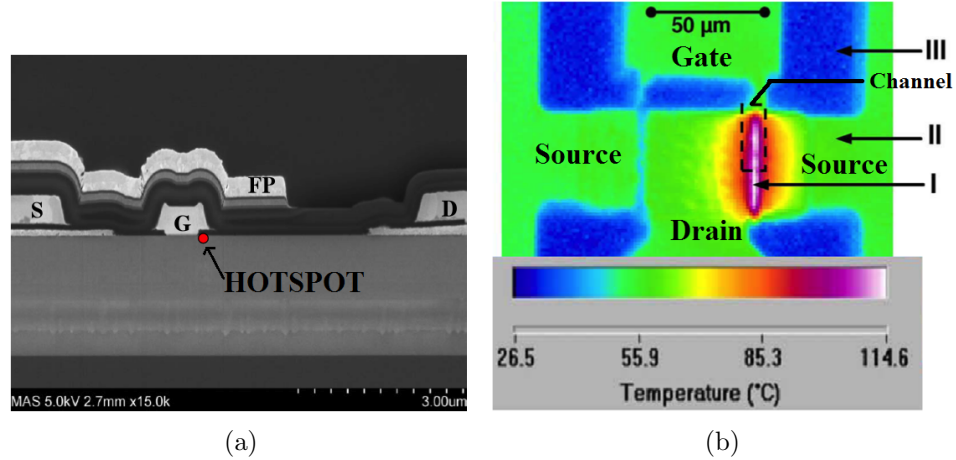 S
G
FP
D
HOTSPOT
MAS 5.0kV 2.7mm x15.0k
3.00um
(a)
50 µm
Gate
III
Channel
II
Source
Source
I
Drain
26.5 55.9 85.3 114.6
Temperature (°C)
(b)